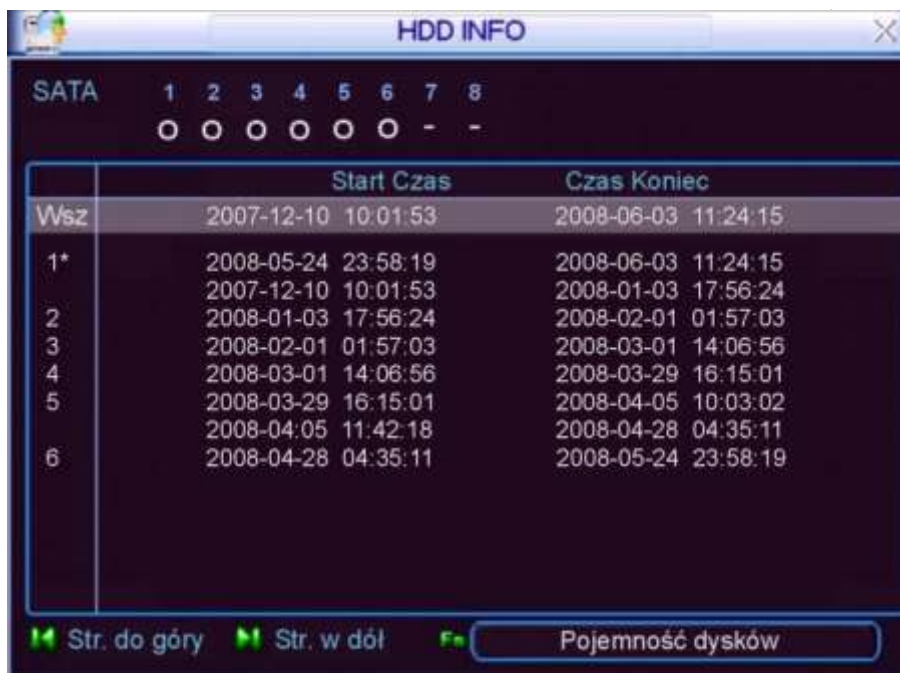 HDD INFO
SATA 1 2 3 4 5 6 7 8
O O O O O O - -
Start Czas Czas Koniec
Wsz 2007-12-10 10:01:53 2008-06-03 11:24:15
1* 2008-05-24 23:58:19 2008-06-03 11:24:15
2007-12-10 10:01:53 2008-01-03 17:56:24
2 2008-01-03 17:56:24 2008-02-01 01:57:03
3 2008-02-01 01:57:03 2008-03-01 14:06:56
4 2008-03-01 14:06:56 2008-03-29 16:15:01
5 2008-03-29 16:15:01 2008-04-05 10:03:02
2008-04:05 11:42:18 2008-04-28 04:35:11
6 2008-04-28 04:35:11 2008-05-24 23:58:19
Str. do góry Str. w dół Fn Pojemność dysków